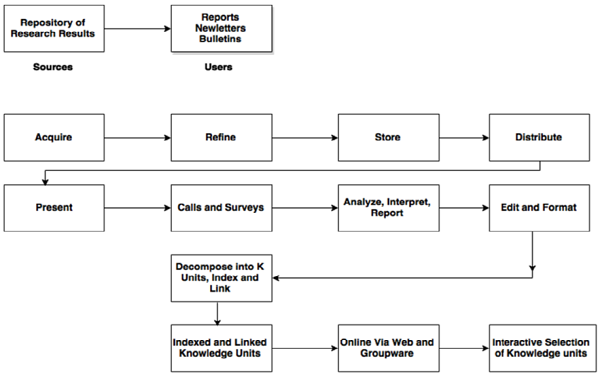 Repository of
Research Results
Reports
Newletters
Bulletins
Sources
Users
Acquire
Refine
Store
Distribute
Present
Calls and Surveys
Analyze, Interpret,
Report
Edit and Format
Decompose into K
Units, Index and
Link
Indexed and Linked
Knowledge Units
Online Via Web and
Groupware
Interactive Selection
of Knowledge units